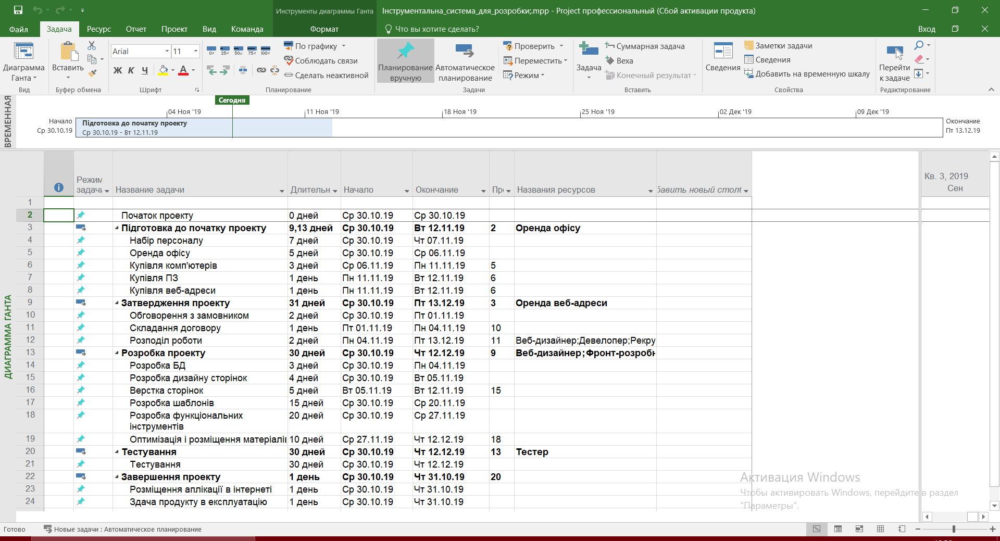 Инструменты диаграммы Ганта
Інструментальна_система_для_розробки;.mpp - Project профессиональный (Сбой активации продукта)
Файл Задача Ресурс Отчет Проект Вид Команда Формат Что вы хотите сделать? Вход
Диаграмма Ганта
Вид
Вставить
Буфер обмена
Arial 11
Ж К Ч А
Шрифт
0% 25% 50% 75% 100%
По графику
Соблюдать связи
Сделать неактивной
Планирование
Планирование вручную
Автоматическое планирование
Проверить
Переместить
Режим
Задачи
Задача
Суммарная задача
Веха
Конечный результат
Вставить
Сведения
Заметки задачи
Сведения
Добавить на временную шкалу
Свойства
Перейти к задаче
Редактирование
ВРЕМЕННАЯ
Сегодня
04 Ноя '19 11 Ноя '19 18 Ноя '19 25 Ноя '19 02 Дек '19 09 Дек '19
Начало
Ср 30.10.19
Підготовка до початку проекту
Ср 30.10.19 - Вт 12.11.19
Окончание
Пт 13.12.19
ДИАГРАММА ГАНТА
Режим задачи Название задачи Длительн Начало Окончание Пре Названия ресурсов бавить новый столб
Кв. 3, 2019
Сен
1
2 Початок проекту 0 дней Ср 30.10.19 Ср 30.10.19
3 Підготовка до початку проекту 9,13 дней Ср 30.10.19 Вт 12.11.19 2 Оренда офісу
4 Набір персоналу 7 дней Ср 30.10.19 Чт 07.11.19
5 Оренда офісу 5 дней Ср 30.10.19 Ср 06.11.19
6 Купівля комп'ютерів 3 дней Ср 06.11.19 Пн 11.11.19 5
7 Купівля ПЗ 1 день Пн 11.11.19 Вт 12.11.19 6
8 Купівля веб-адреси 1 день Пн 11.11.19 Вт 12.11.19 6
9 Затвердження проекту 31 дней Ср 30.10.19 Пт 13.12.19 3 Оренда веб-адреси
10 Обговорення з замовником 2 дней Ср 30.10.19 Пт 01.11.19
11 Складання договору 1 день Пт 01.11.19 Пн 04.11.19 10
12 Розподіл роботи 2 дней Пн 04.11.19 Пт 13.12.19 11 Веб-дизайнер;Девелопер;Рекру
13 Розробка проекту 30 дней Ср 30.10.19 Чт 12.12.19 9 Веб-дизайнер;Фронт-розробн
14 Розробка БД 3 дней Ср 30.10.19 Пн 04.11.19
15 Розробка дизайну сторінок 4 дней Ср 30.10.19 Вт 05.11.19
16 Верстка сторінок 5 дней Вт 05.11.19 Вт 12.11.19 15
17 Розробка шаблонів 15 дней Ср 30.10.19 Ср 20.11.19
18 Розробка функціональних інструментів 20 дней Ср 30.10.19 Ср 27.11.19
19 Оптимізація і розміщення матеріалів 10 дней Ср 27.11.19 Чт 12.12.19 18
20 Тестування 30 дней Ср 30.10.19 Чт 12.12.19 13 Тестер
21 Тестування 30 дней Ср 30.10.19 Чт 12.12.19
22 Завершення проекту 1 день Ср 30.10.19 Чт 31.10.19 20
23 Розміщення аплікації в інтернеті 1 день Ср 30.10.19 Чт 31.10.19
24 Здача продукту в експлуатацію 1 день Ср 30.10.19 Чт 31.10.19
Активация Windows
Чтобы активировать Windows, перейдите в раздел
"Параметры".
Готово Новые задачи : Автоматическое планирование